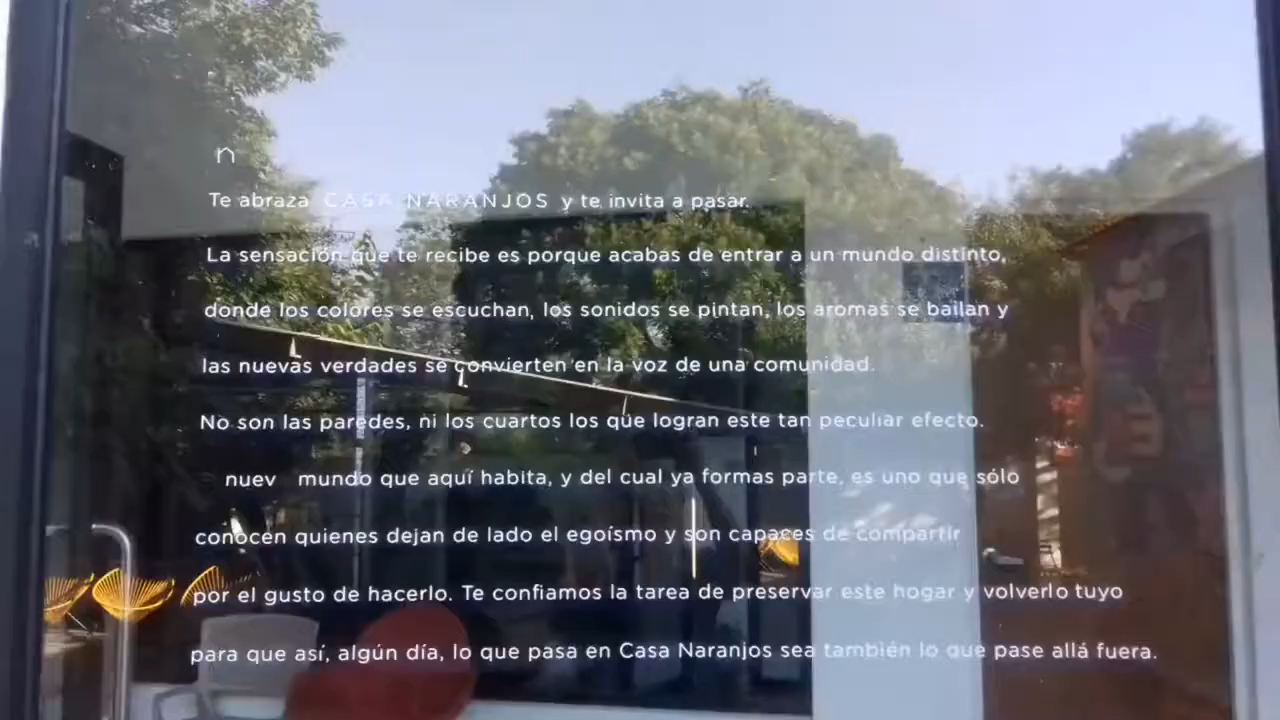 n
Te abraza CASA NARANJOS y te invita a pasar.
La sensación que te recibe es porque acabas de entrar a un mundo distinto,
donde los colores se escuchan, los sonidos se pintan, los aromas se bailan y
las nuevas verdades se convierten en la voz de una comunidad.
No son las paredes, ni los cuartos los que logran este tan peculiar efecto.
nuev mundo que aquí habita, y del cual ya formas parte, es uno que sólo
conocen quienes dejan de lado el egoísmo y son capaces de compartir
por el gusto de hacerlo. Te confiamos la tarea de preservar este hogar y volverlo tuyo
para que así, algún día, lo que pasa en Casa Naranjos sea también lo que pase allá fuera.